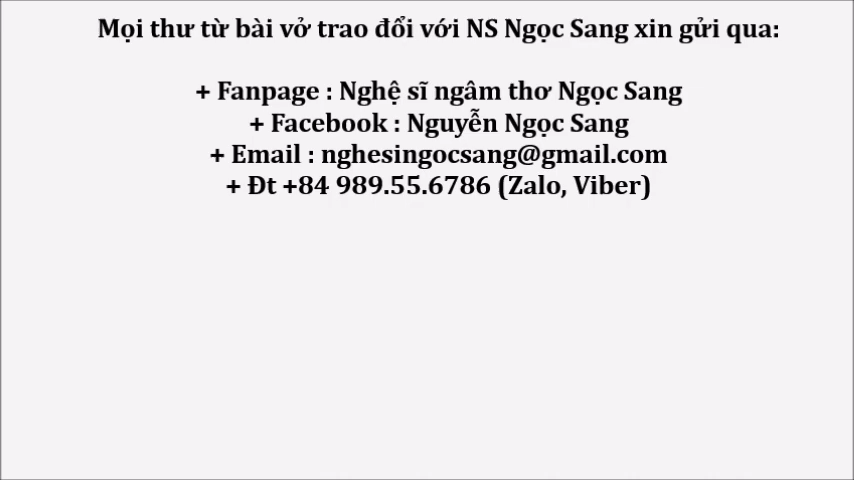 Mọi thư từ bài vở trao đổi với NS Ngọc Sang xin gửi qua:
+ Fanpage : Nghệ sĩ ngâm thơ Ngọc Sang
+ Facebook : Nguyễn Ngọc Sang
+ Email : nghesingocsang@gmail.com
+ Đt +84 989.55.6786 (Zalo, Viber)